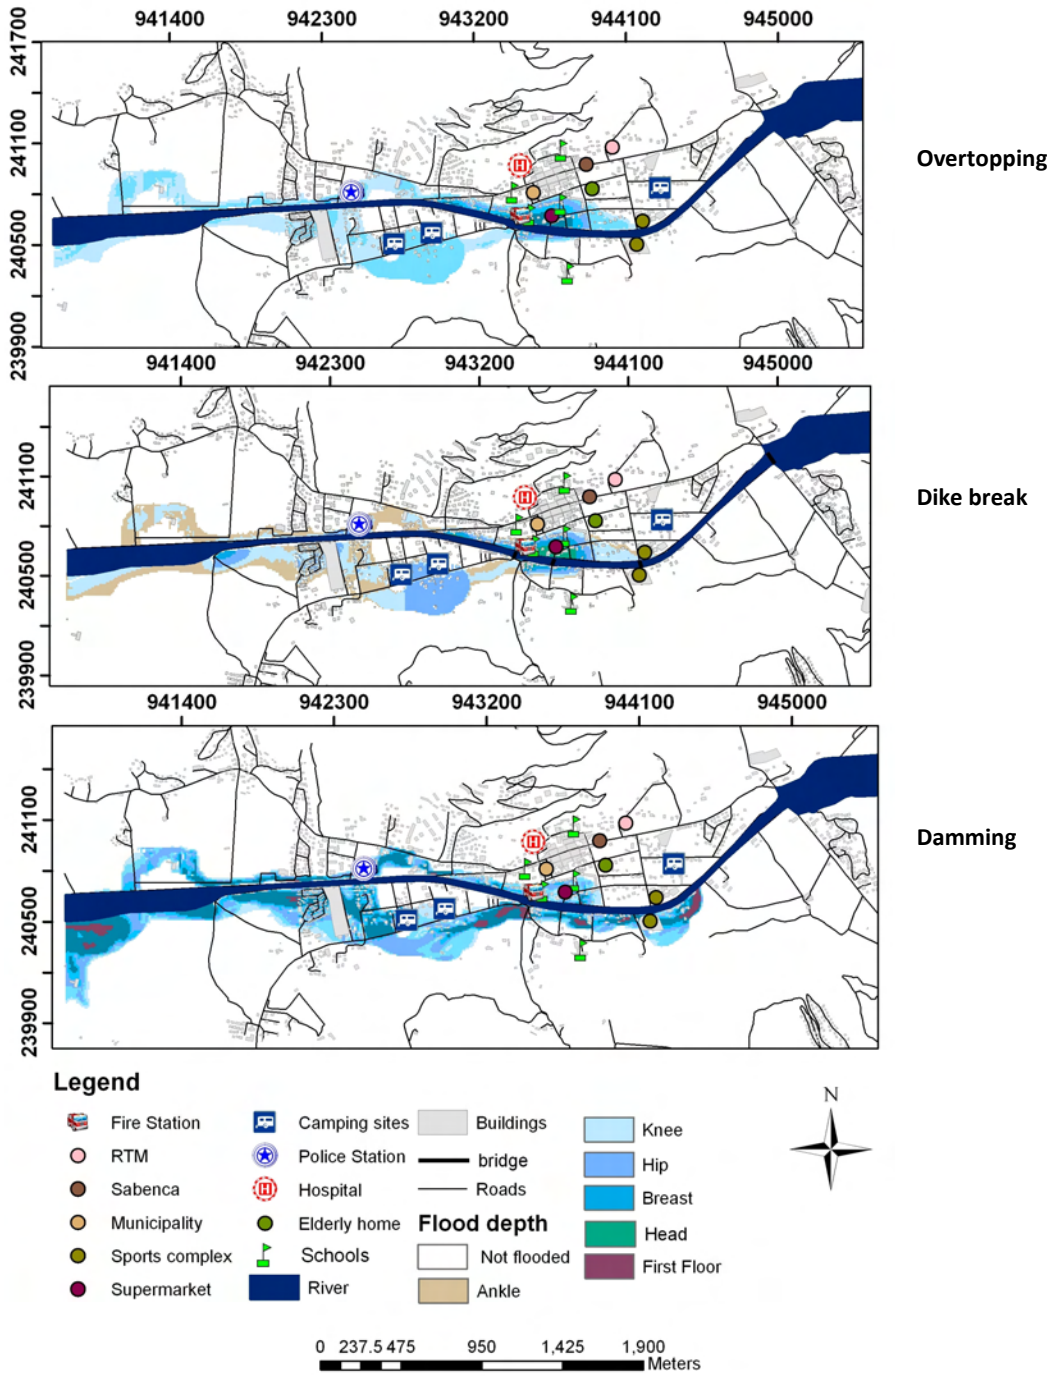 941400 942300 943200 944100 945000
241700
241100
240500
239900
Overtopping
941400 942300 943200 944100 945000
241100
240500
239900
Dike break
941400 942300 943200 944100 945000
241100
240500
239900
Damming
Legend
Fire Station
RTM
Sabenca
Municipality
Sports complex
Supermarket
Camping sites
Police Station
Hospital
Elderly home
Schools
River
Buildings
bridge
Roads
Flood depth
Not flooded
Ankle
Knee
Hip
Breast
Head
First Floor
N
0 237.5 475 950 1,425 1,900
Meters